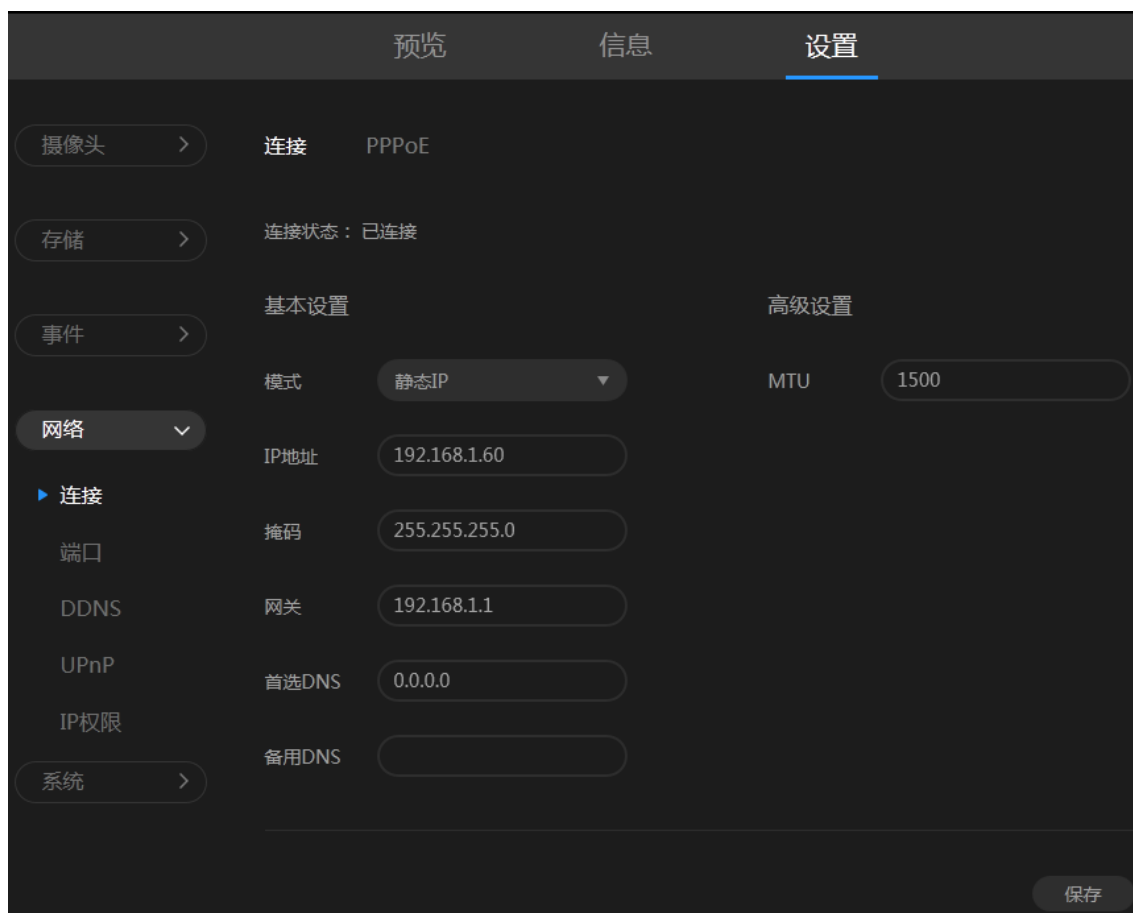 预览 信息 设置
摄像头
连接 PPPoE
连接状态： 已连接
存储
基本设置 高级设置
事件
模式 静态IP MTU 1500
网络
IP地址 192.168.1.60
连接
掩码 255.255.255.0
端口
网关 192.168.1.1
DDNS
UPnP
首选DNS 0.0.0.0
IP权限
备用DNS
系统
保存